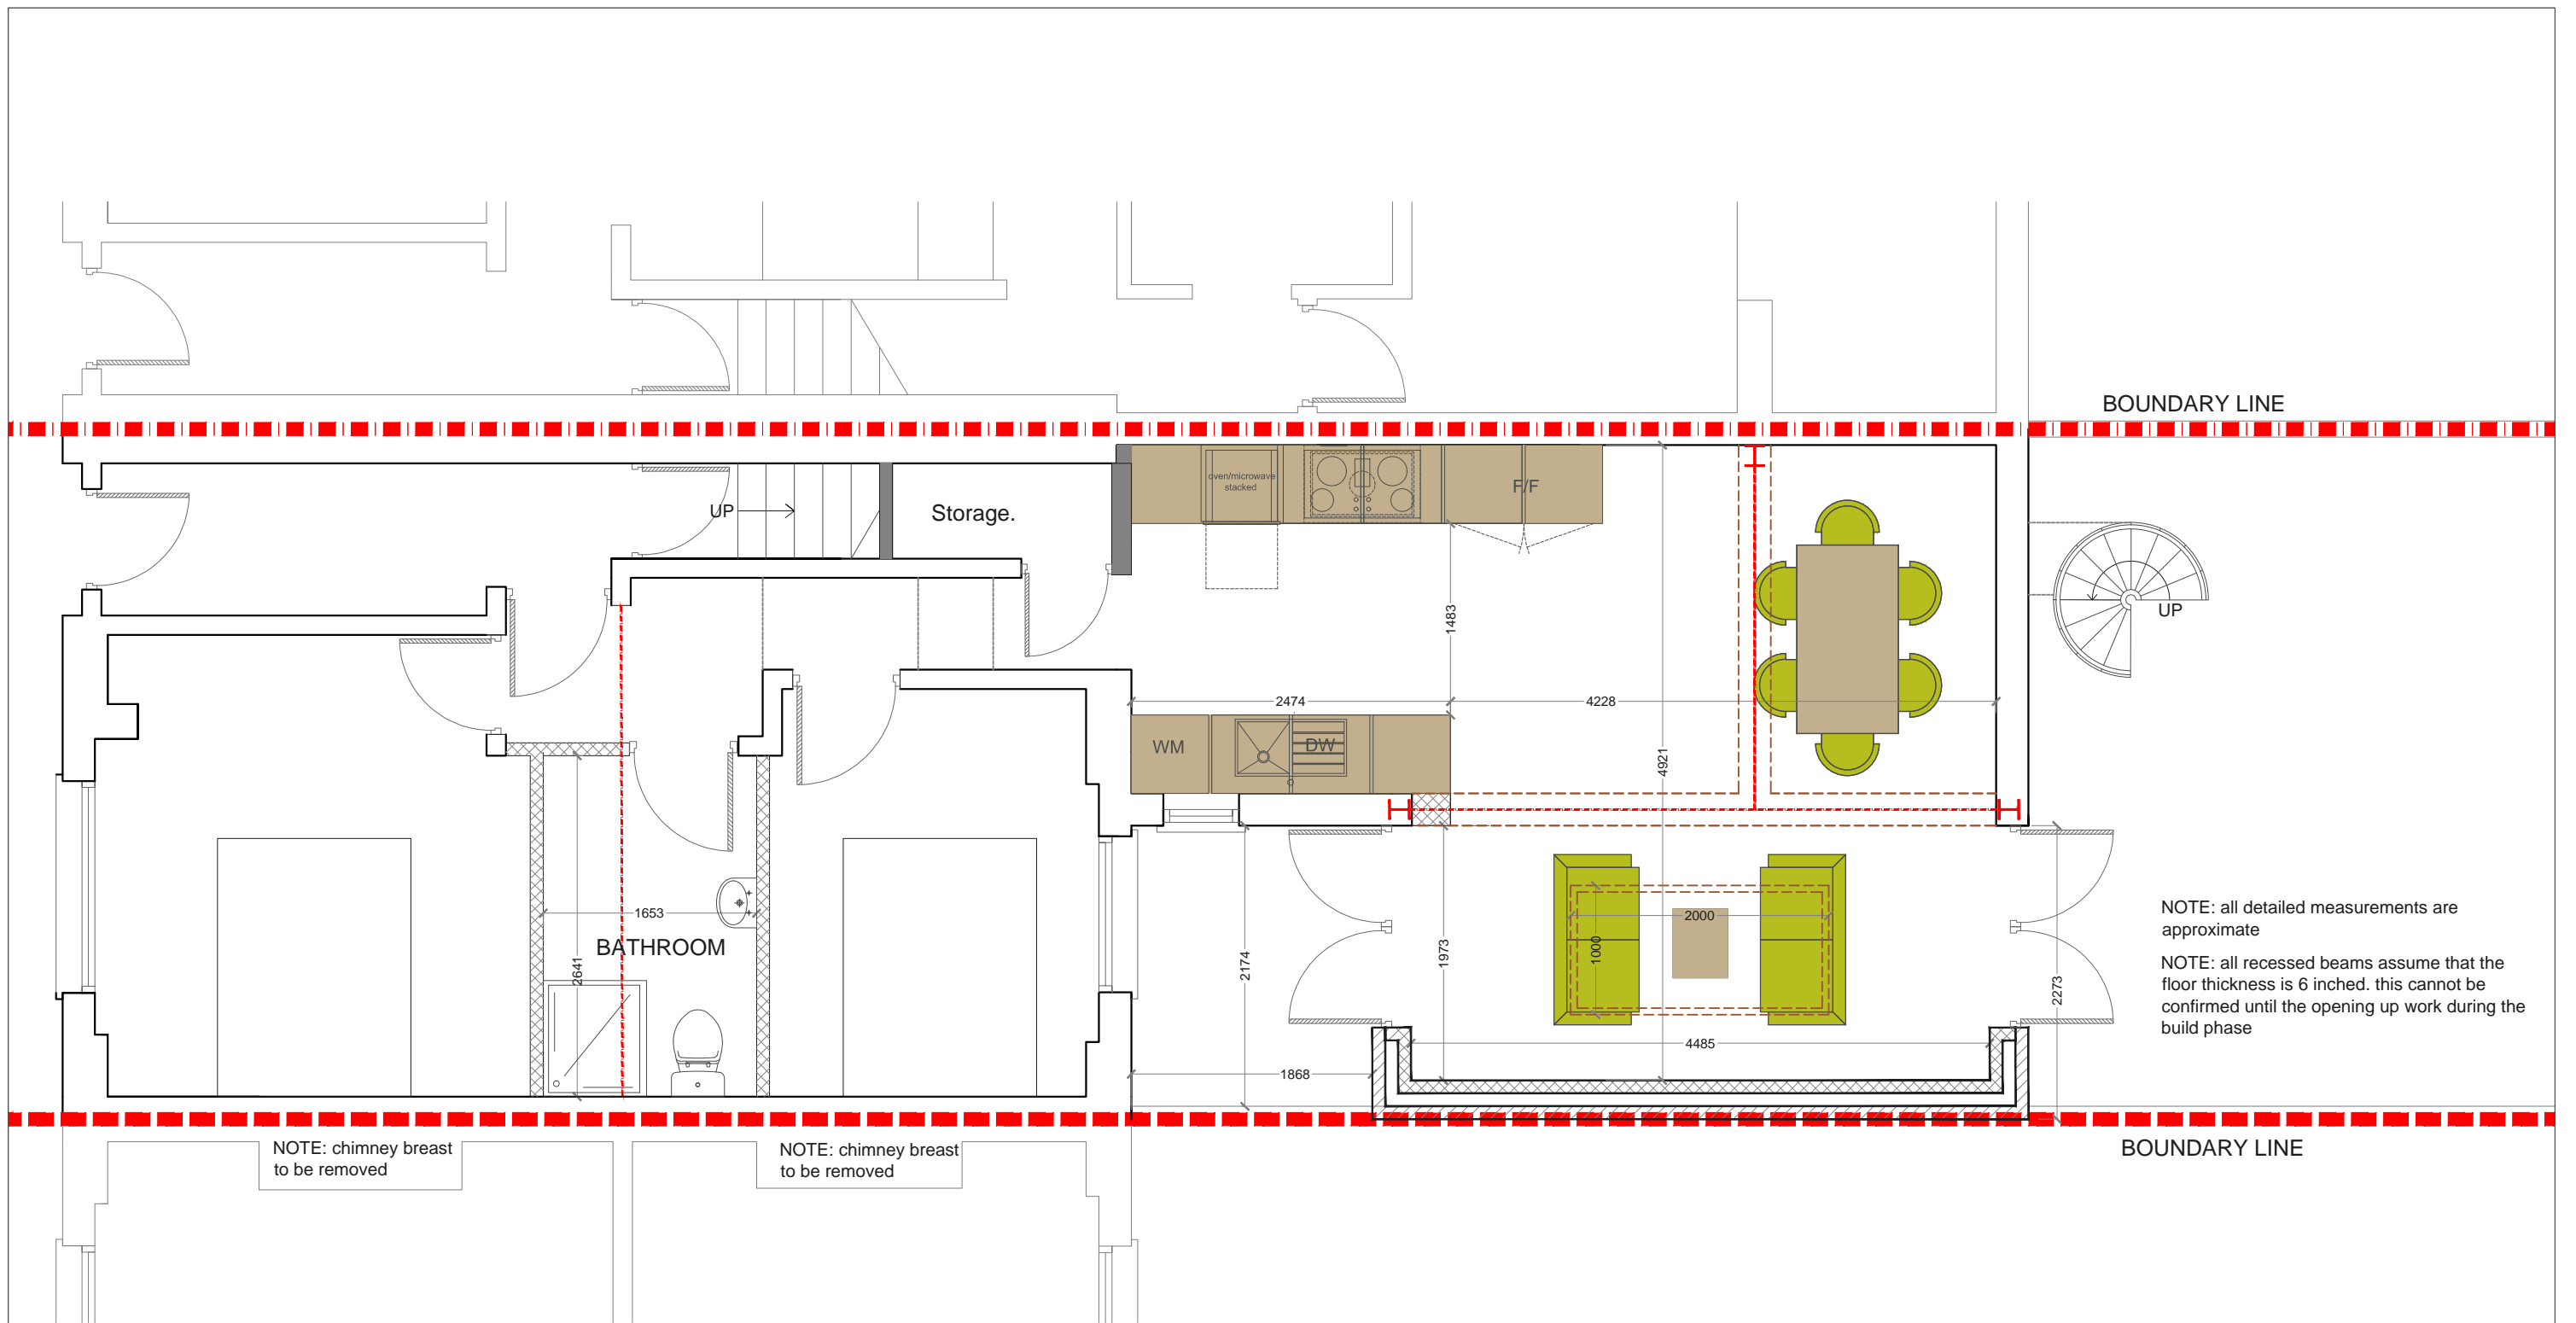 BOUNDARY LINE
oven/microwave
stacked
F/F
UP
Storage.
UP
1483
2474
4228
WM
DW
4921
1653
BATHROOM
2641
2174
1973
2000
1000
2273
4485
1868
NOTE: all detailed measurements are
approximate
NOTE: all recessed beams assume that the
floor thickness is 6 inched. this cannot be
confirmed until the opening up work during the
build phase
BOUNDARY LINE
NOTE: chimney breast
to be removed
NOTE: chimney breast
to be removed